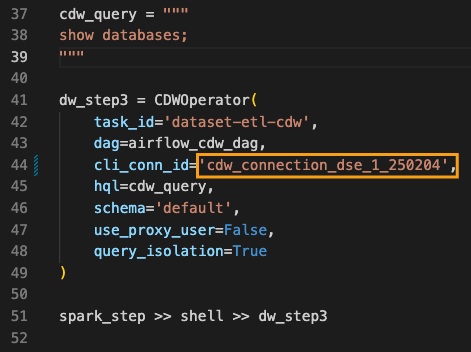 37 cdw_query = """
38 show databases;
39 """
40
41 dw_step3 = CDWOperator(
42     task_id='dataset-etl-cdw',
43     dag=airflow_cdw_dag,
44     cli_conn_id='cdw_connection_dse_1_250204',
45     hql=cdw_query,
46     schema='default',
47     use_proxy_user=False,
48     query_isolation=True
49 )
50
51 spark_step >> shell >> dw_step3
52